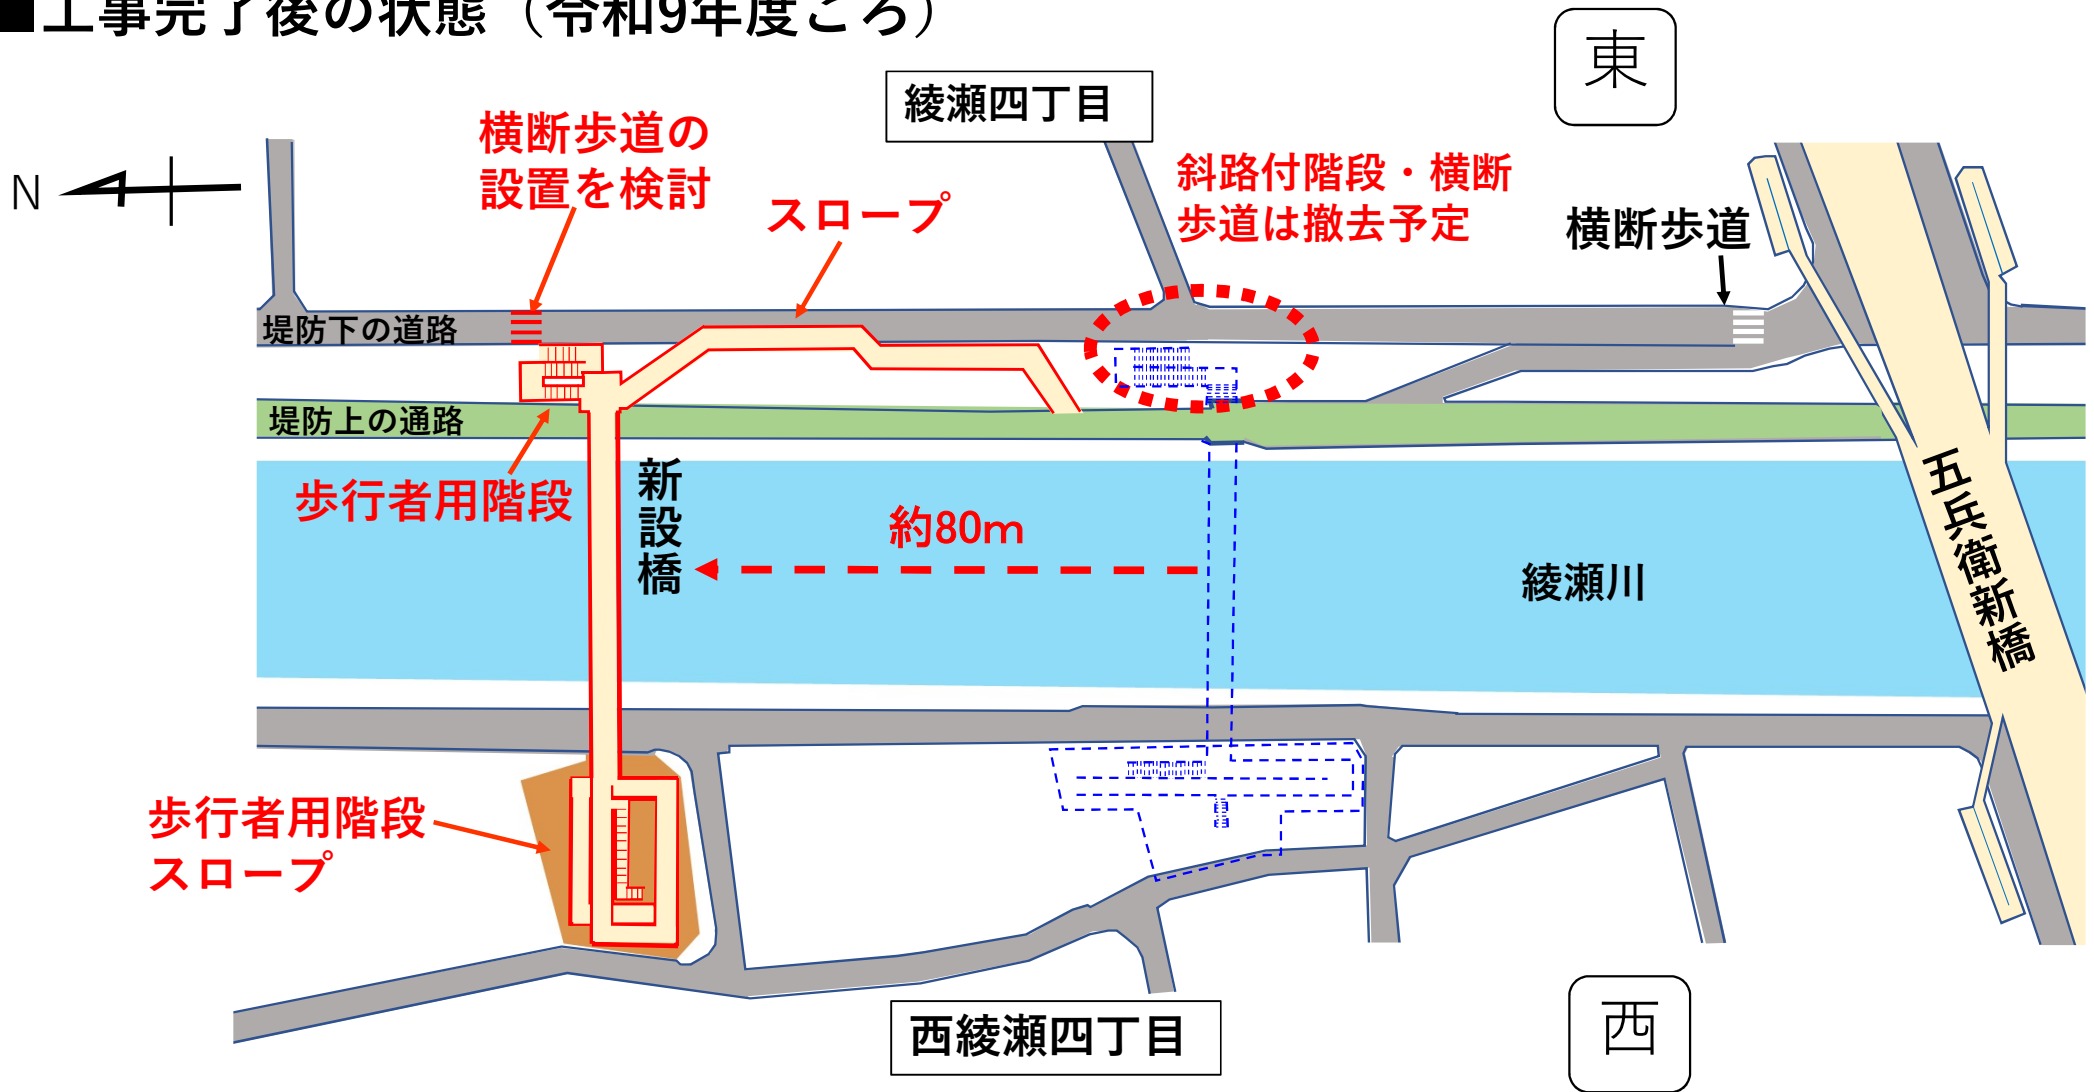 ■工事完了後の状態（令和9年度ごろ）
東
綾瀬四丁目
横断歩道の
設置を検討
斜路付階段・横断
歩道は撤去予定
N
スロープ
横断歩道
堤防下の道路
堤防上の通路
歩行者用階段
新設橋
約80m
綾瀬川
五兵衛新橋
歩行者用階段
スロープ
西綾瀬四丁目
西